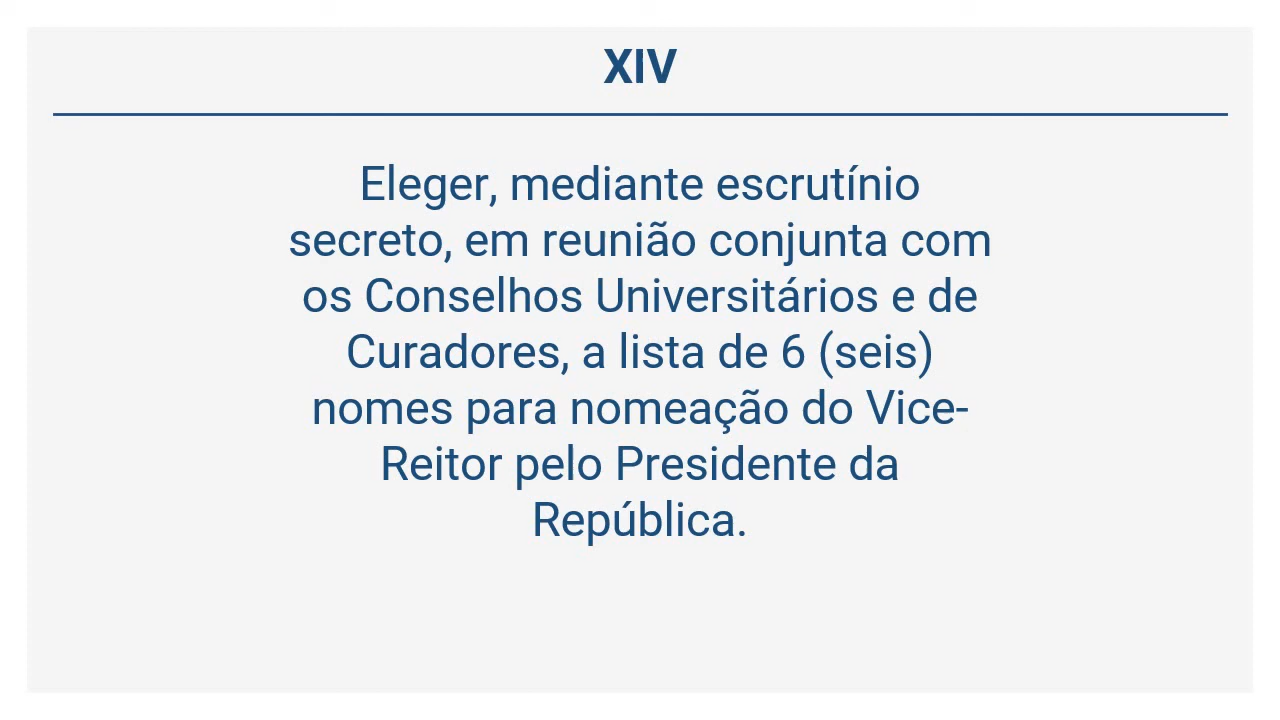 XIV
Eleger, mediante escrutínio
secreto, em reunião conjunta com
os Conselhos Universitários e de
Curadores, a lista de 6 (seis)
nomes para nomeação do Vice-
Reitor pelo Presidente da
República.